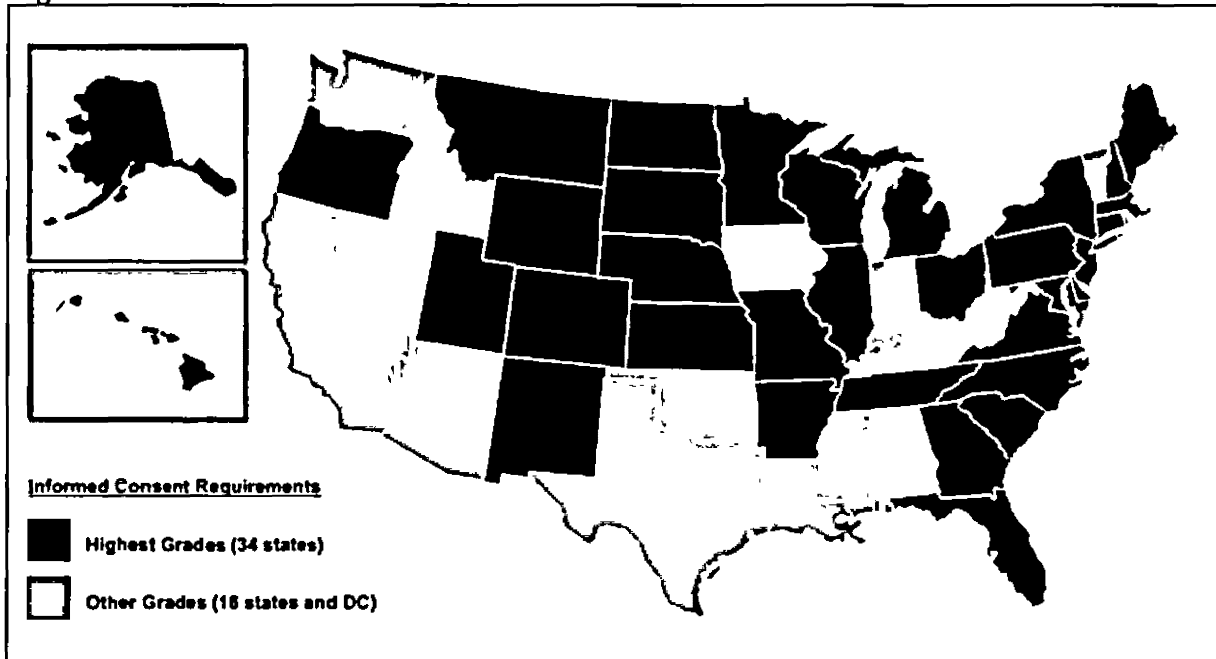 Informed Consent Requirements
Highest Grades (34 states)
Other Grades (16 states and DC)